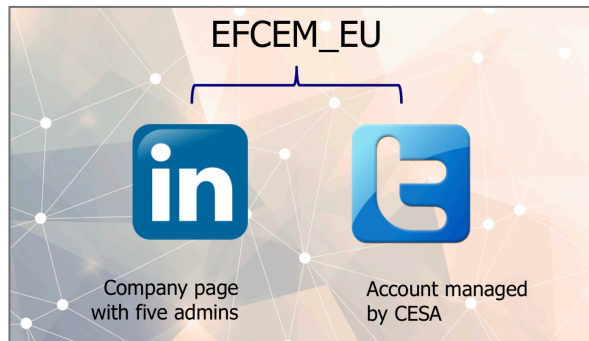 EFCEM_EU
in
t
Company page
with five admins
Account managed
by CESA